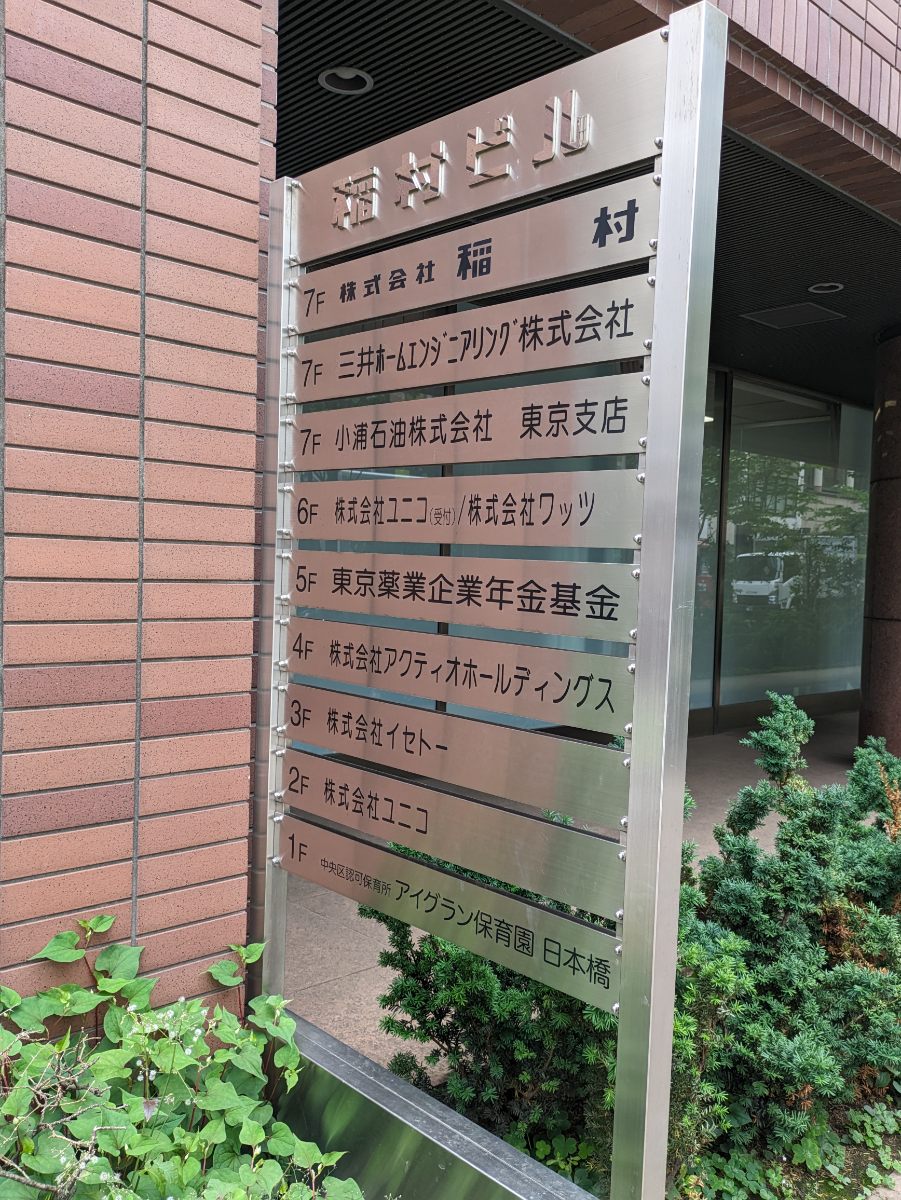 稲村ビル
7F 株式会社 稲 村
7F 三井ホームエンジニアリング株式会社
7F 小浦石油株式会社 東京支店
6F 株式会社ユニコ(受付)/株式会社ワッツ
5F 東京薬業企業年金基金
4F 株式会社アクティオホールディングス
3F 株式会社イセトー
2F 株式会社ユニコ
1F 中央区認可保育所 アイグラン保育園 日本橋